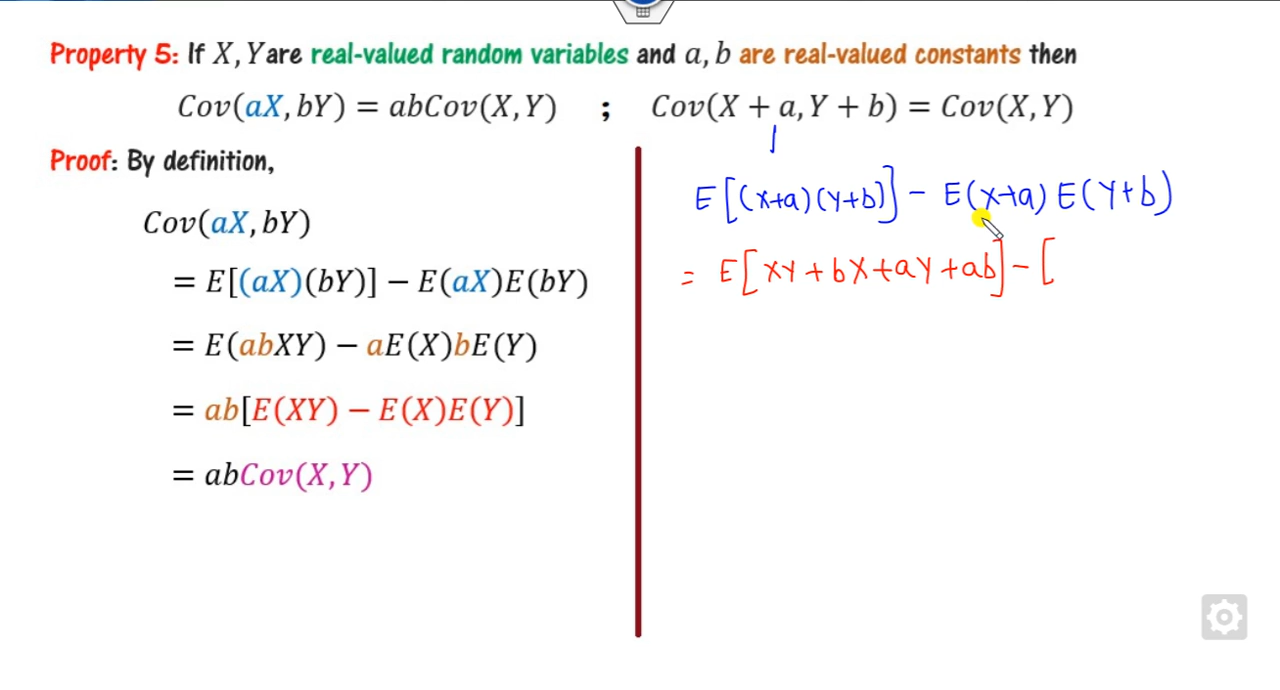 Property 5: If X, Y are real-valued random variables and a, b are real-valued constants then
Cov(aX, bY) = abCov(X, Y) ; Cov(X + a, Y + b) = Cov(X, Y)
Proof: By definition,
Cov(aX, bY)
= E[(aX)(bY)] − E(aX)E(bY)
= E(abXY) − aE(X)bE(Y)
= ab[E(XY) − E(X)E(Y)]
= abCov(X, Y)
E[(X+a)(Y+b)] − E(X+a) E(Y+b)
= E[XY + bX + aY + ab] − [